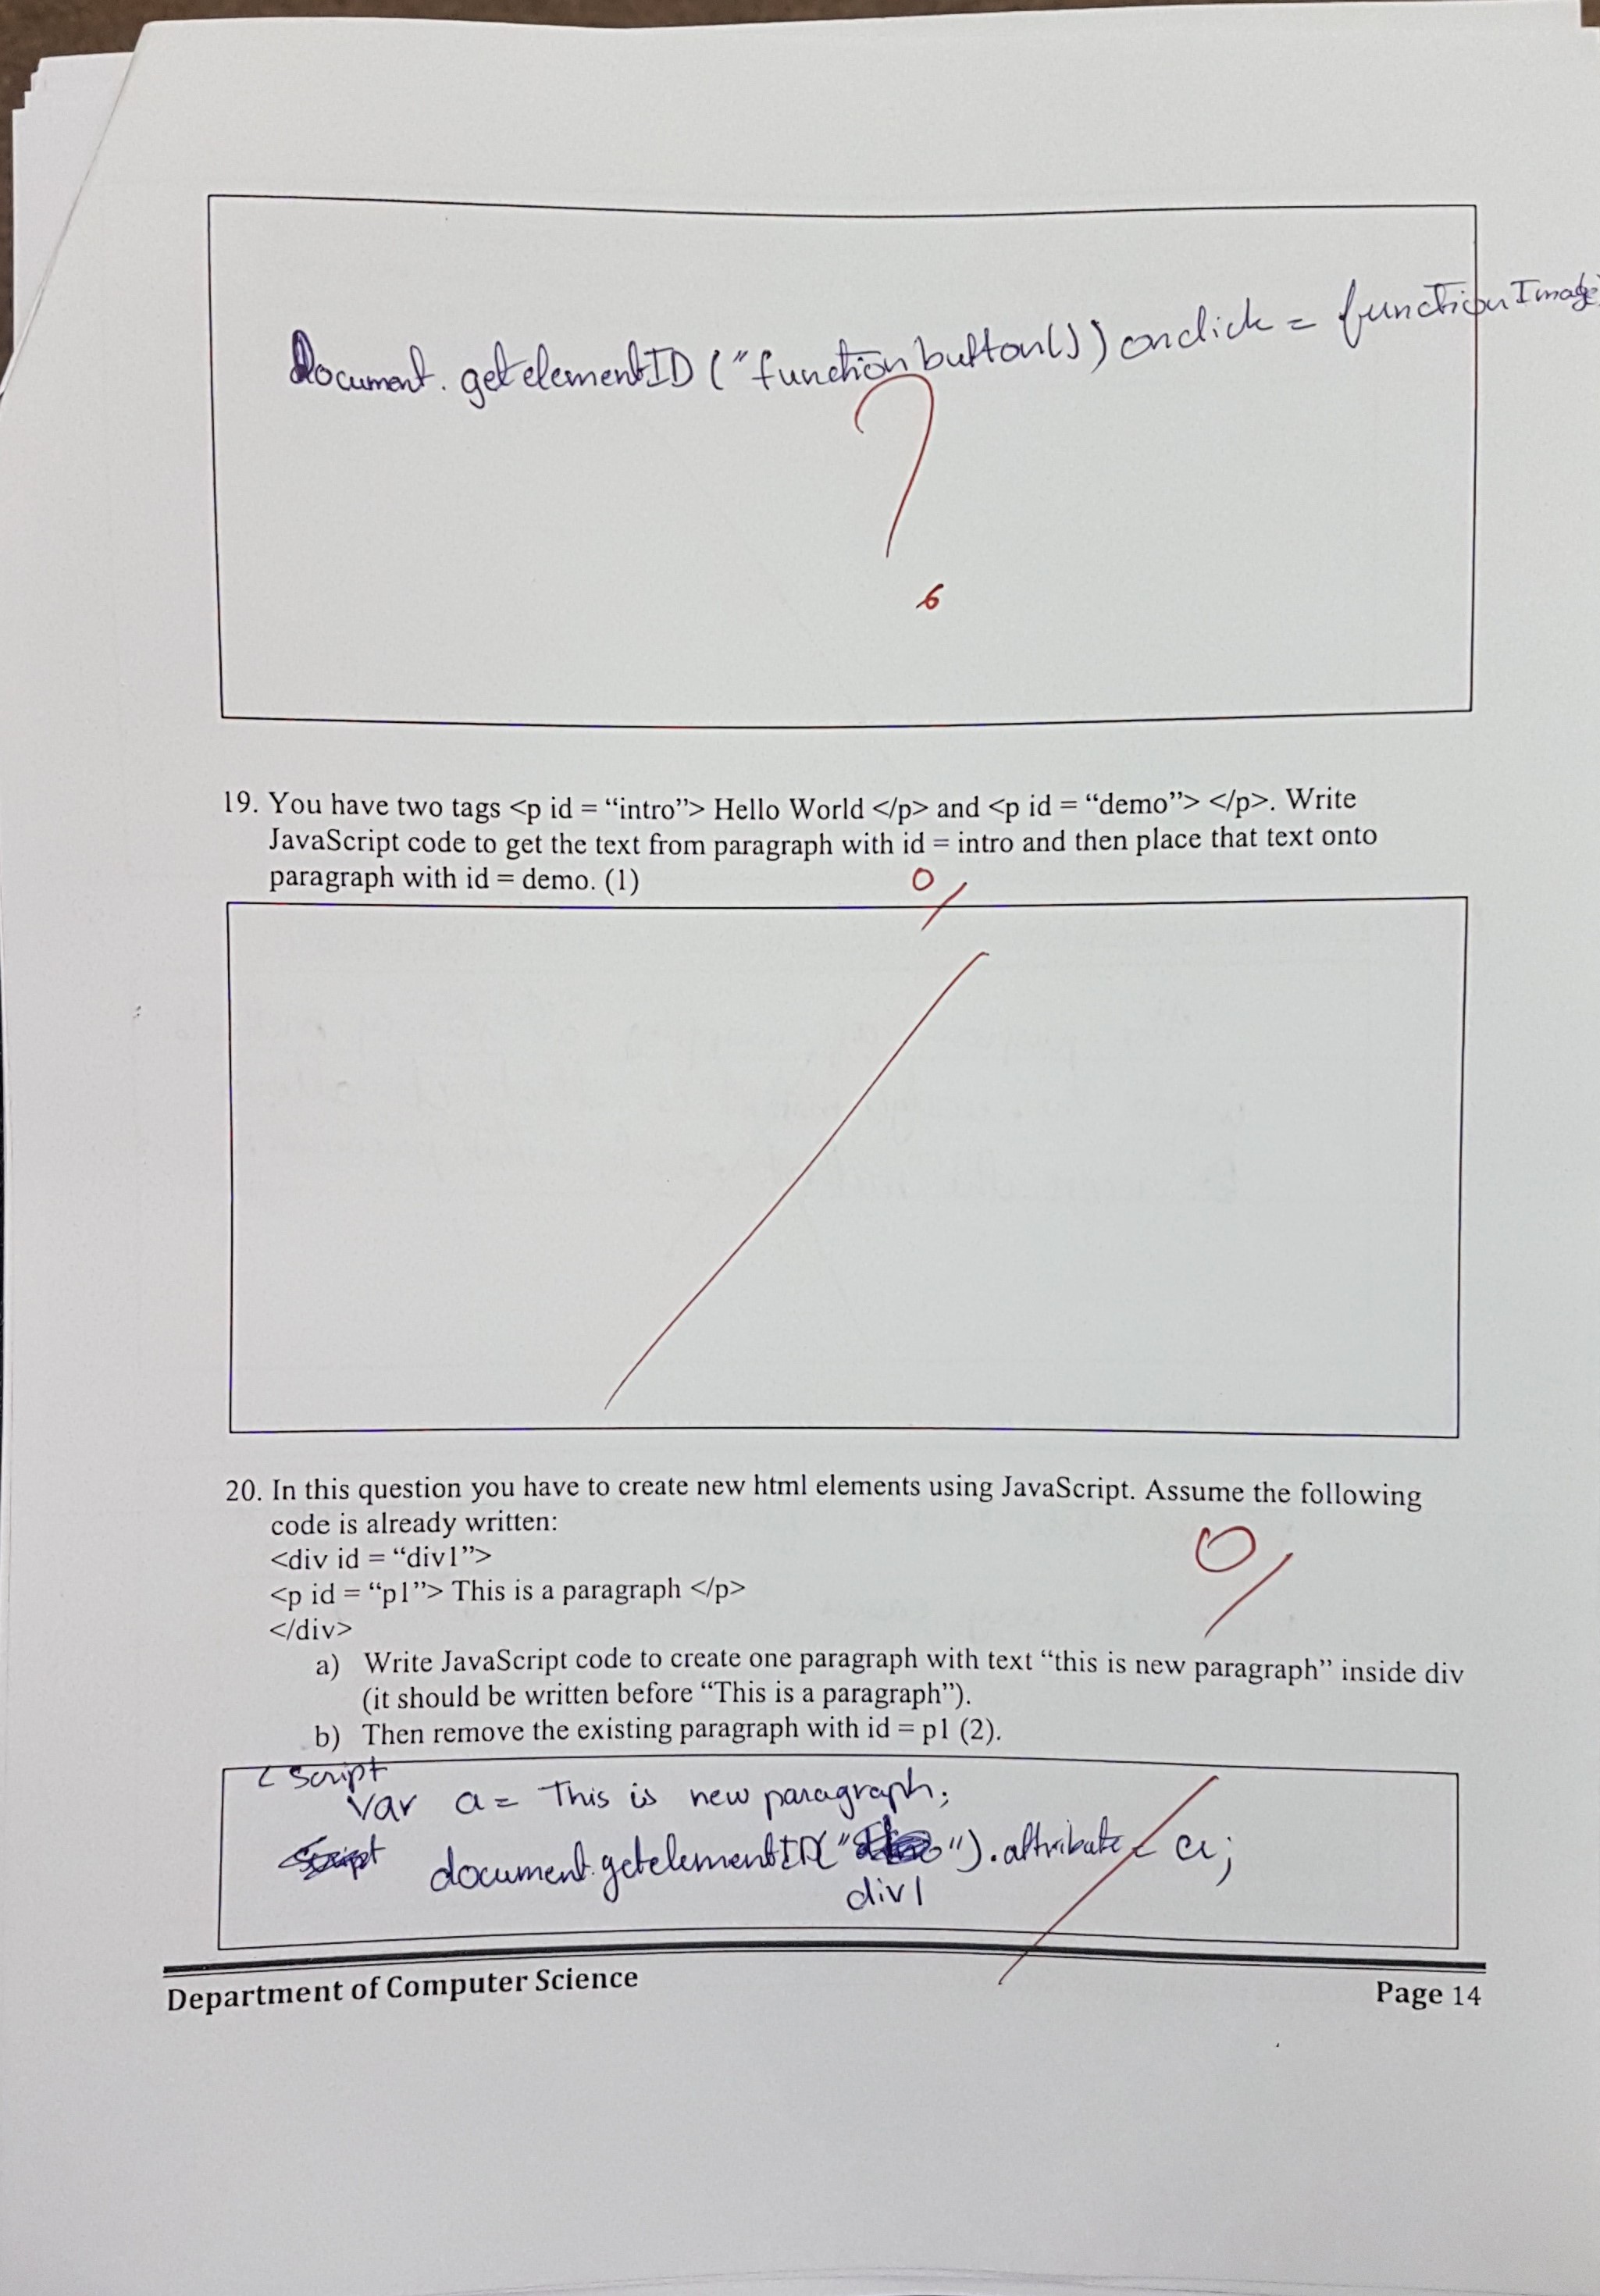 Document. getelementID ("functionbutton()) onclick = functionImage
?
6
19. You have two tags <p id = “intro”> Hello World </p> and <p id = “demo”> </p>. Write
JavaScript code to get the text from paragraph with id = intro and then place that text onto
paragraph with id = demo. (1)
0/
20. In this question you have to create new html elements using JavaScript. Assume the following
code is already written:
<div id = “div1”>
<p id = “p1”> This is a paragraph </p>
</div>
0/
a) Write JavaScript code to create one paragraph with text “this is new paragraph” inside div
(it should be written before “This is a paragraph”).
b) Then remove the existing paragraph with id = p1 (2).
< script
var a = This is new paragraph;
document.getelementID(" ").attribute = a;
div1
Department of Computer Science
Page 14